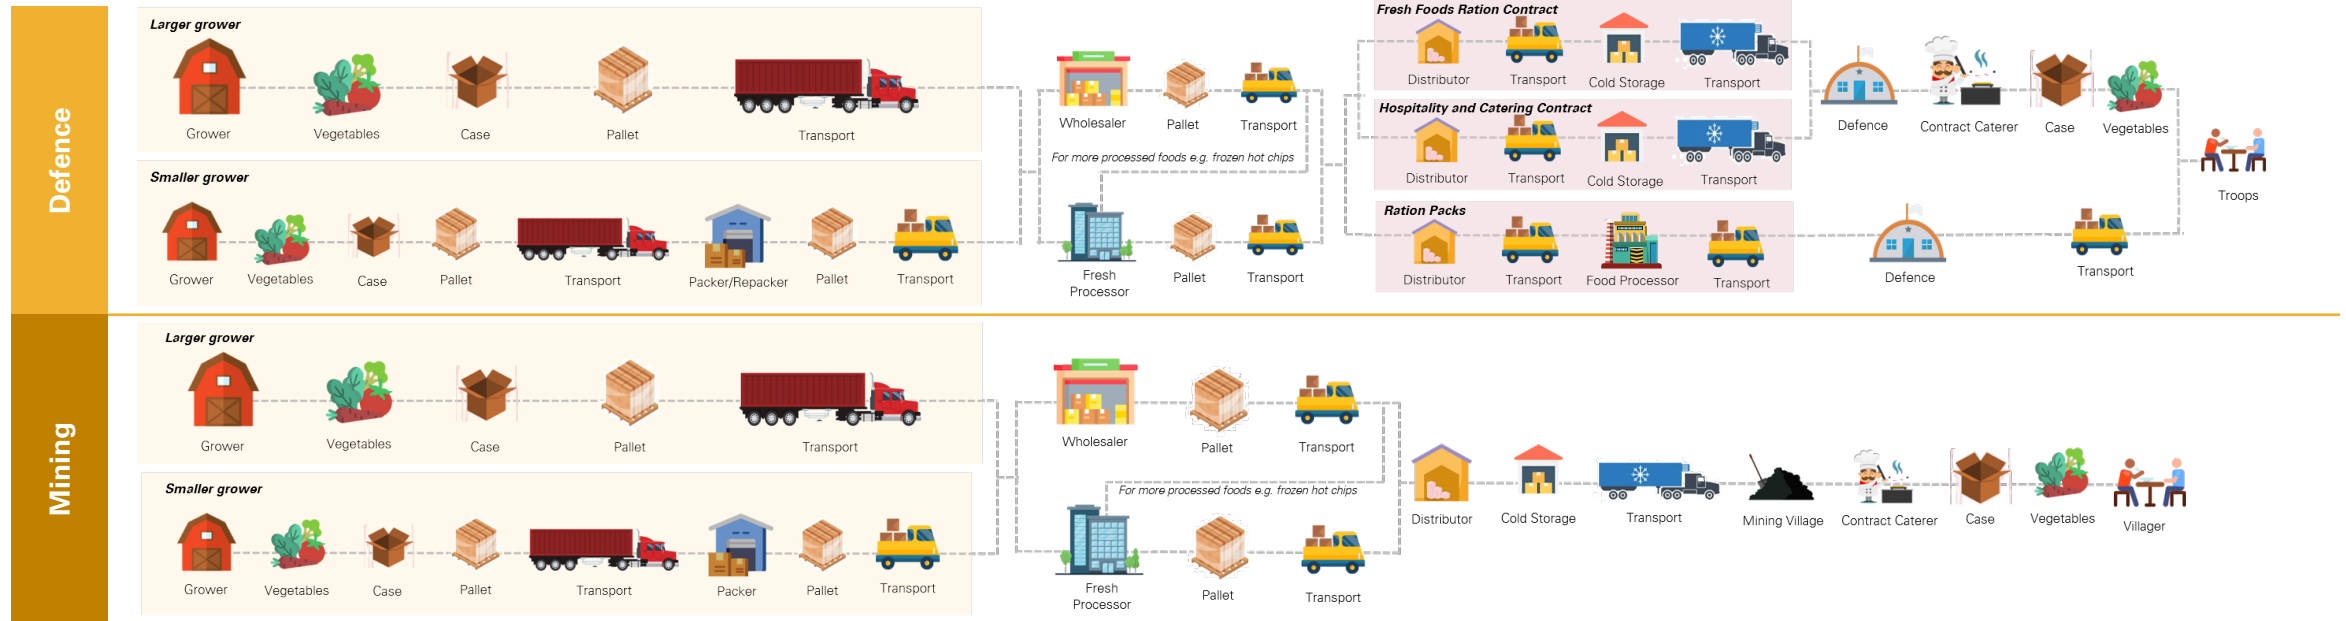 Defence
Larger grower
Grower
Vegetables
Case
Pallet
Transport
Smaller grower
Grower
Vegetables
Case
Pallet
Transport
Packer/Repacker
Pallet
Transport
Wholesaler
Pallet
Transport
For more processed foods e.g. frozen hot chips
Fresh
Processor
Pallet
Transport
Fresh Foods Ration Contract
Distributor
Transport
Cold Storage
Transport
Hospitality and Catering Contract
Distributor
Transport
Cold Storage
Transport
Ration Packs
Distributor
Transport
Food Processor
Transport
Defence
Contract Caterer
Case
Vegetables
Defence
Transport
Troops
Mining
Larger grower
Grower
Vegetables
Case
Pallet
Transport
Smaller grower
Grower
Vegetables
Case
Pallet
Transport
Packer
Pallet
Transport
Wholesaler
Pallet
Transport
For more processed foods e.g. frozen hot chips
Fresh
Processor
Pallet
Transport
Distributor
Cold Storage
Transport
Mining Village
Contract Caterer
Case
Vegetables
Villager